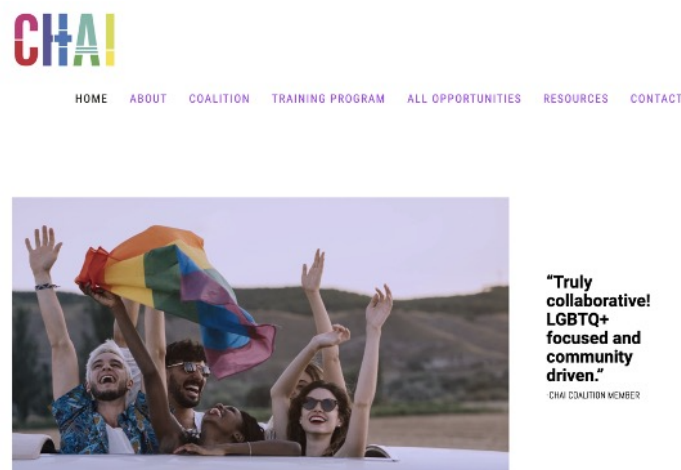 CHAI
HOME ABOUT COALITION TRAINING PROGRAM ALL OPPORTUNITIES RESOURCES CONTACT
“Truly
collaborative!
LGBTQ+
focused and
community
driven.”
-CHAI COALITION MEMBER